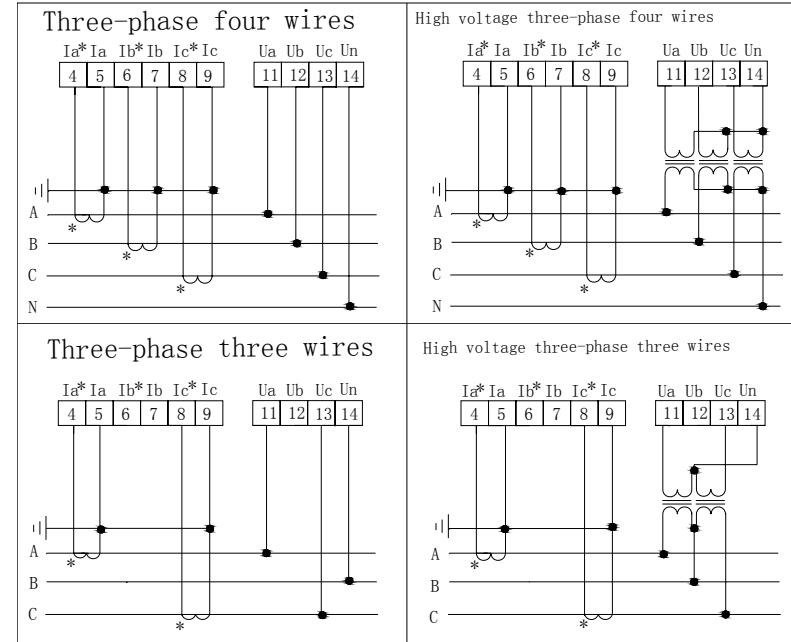 Three-phase four wires
Ia* Ia Ib* Ib Ic* Ic Ua Ub Uc Un
4 5 6 7 8 9 11 12 13 14
A
*
B
*
C
*
N
High voltage three-phase four wires
Ia* Ia Ib* Ib Ic* Ic Ua Ub Uc Un
4 5 6 7 8 9 11 12 13 14
A
*
B
*
C
*
N
Three-phase three wires
Ia* Ia Ib* Ib Ic* Ic Ua Ub Uc Un
4 5 6 7 8 9 11 12 13 14
A
*
B
C
*
High voltage three-phase three wires
Ia* Ia Ib* Ib Ic* Ic Ua Ub Uc Un
4 5 6 7 8 9 11 12 13 14
A
*
B
C
*